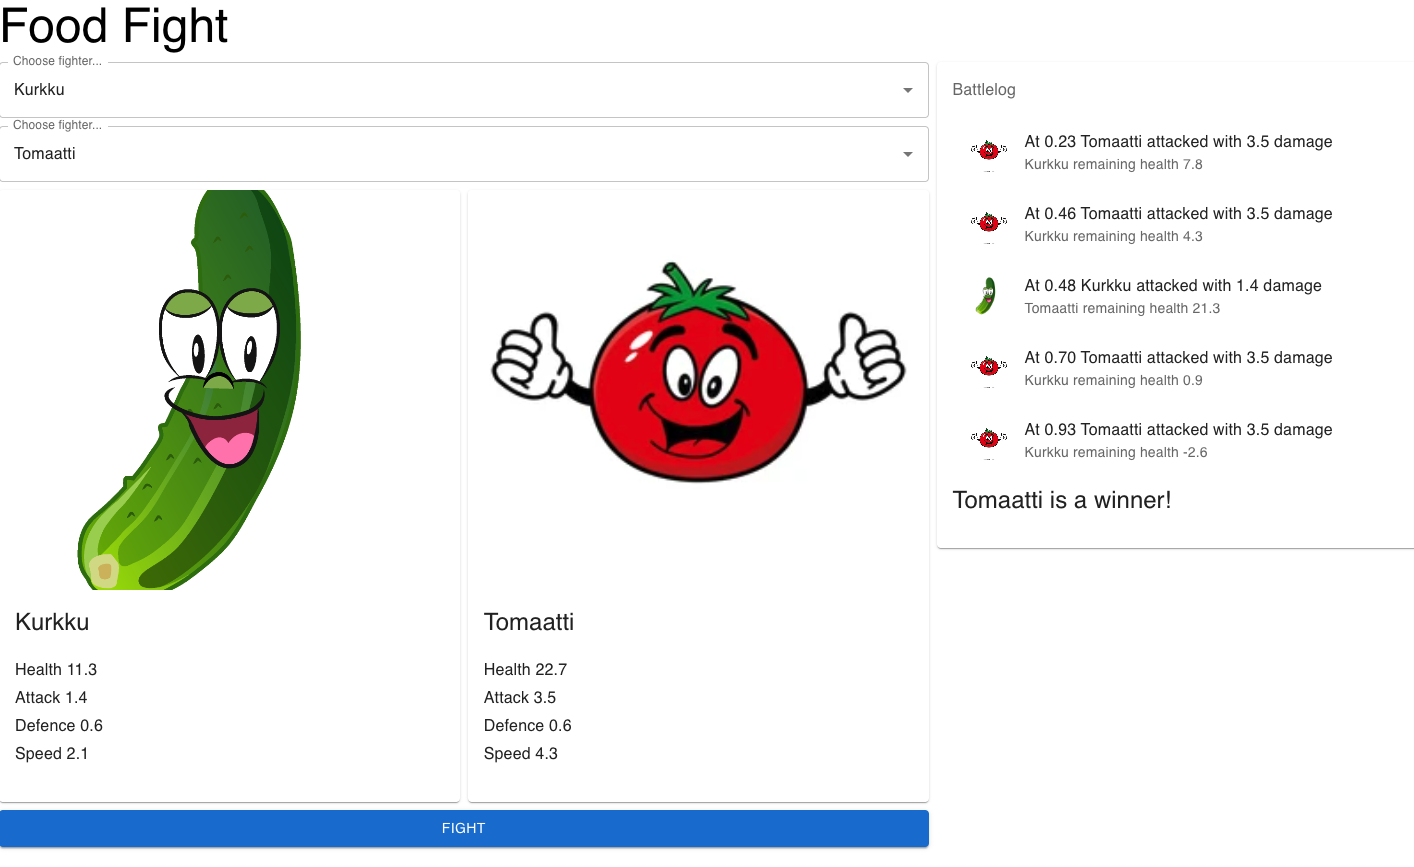 Food Fight
Choose fighter...
Kurkku
Choose fighter...
Tomaatti
Kurkku
Health 11.3
Attack 1.4
Defence 0.6
Speed 2.1
Tomaatti
Health 22.7
Attack 3.5
Defence 0.6
Speed 4.3
FIGHT
Battlelog
At 0.23 Tomaatti attacked with 3.5 damage
Kurkku remaining health 7.8
At 0.46 Tomaatti attacked with 3.5 damage
Kurkku remaining health 4.3
At 0.48 Kurkku attacked with 1.4 damage
Tomaatti remaining health 21.3
At 0.70 Tomaatti attacked with 3.5 damage
Kurkku remaining health 0.9
At 0.93 Tomaatti attacked with 3.5 damage
Kurkku remaining health -2.6
Tomaatti is a winner!